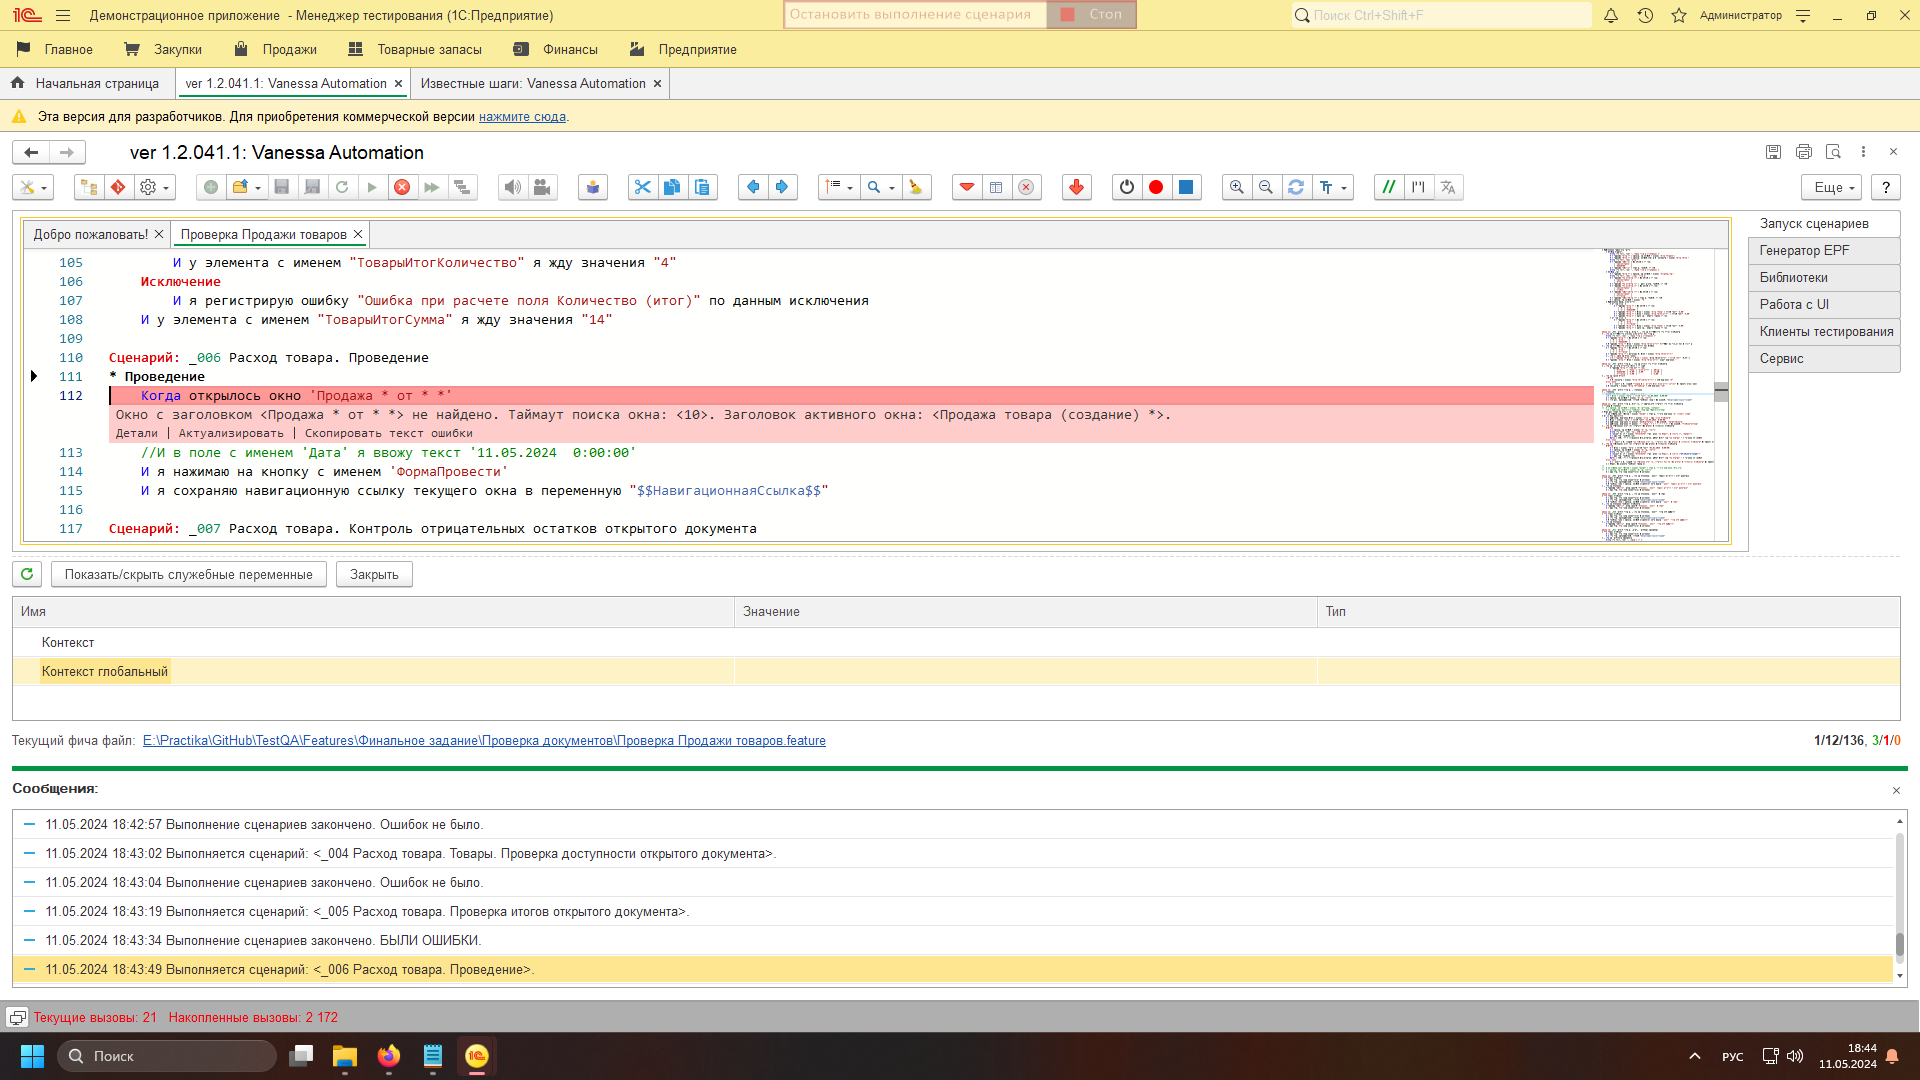 Демонстрационное приложение - Менеджер тестирования (1С:Предприятие)
Остановить выполнение сценария
Стоп
Поиск Ctrl+Shift+F
Администратор
Главное
Закупки
Продажи
Товарные запасы
Финансы
Предприятие
Начальная страница
ver 1.2.041.1: Vanessa Automation
Известные шаги: Vanessa Automation
Эта версия для разработчиков. Для приобретения коммерческой версии нажмите сюда.
ver 1.2.041.1: Vanessa Automation
Еще
?
Добро пожаловать!
Проверка Продажи товаров
105 И у элемента с именем "ТоварыИтогКоличество" я жду значения "4"
106 Исключение
107 И я регистрирую ошибку "Ошибка при расчете поля Количество (итог)" по данным исключения
108 И у элемента с именем "ТоварыИтогСумма" я жду значения "14"
109
110 Сценарий: _006 Расход товара. Проведение
111 * Проведение
112 Когда открылось окно 'Продажа * от * *'
Окно с заголовком <Продажа * от * *> не найдено. Таймаут поиска окна: <10>. Заголовок активного окна: <Продажа товара (создание) *>.
Детали | Актуализировать | Скопировать текст ошибки
113 //И в поле с именем 'Дата' я ввожу текст '11.05.2024  0:00:00'
114 И я нажимаю на кнопку с именем 'ФормаПровести'
115 И я сохраняю навигационную ссылку текущего окна в переменную "$$НавигационнаяСсылка$$"
116
117 Сценарий: _007 Расход товара. Контроль отрицательных остатков открытого документа
Запуск сценариев
Генератор EPF
Библиотеки
Работа с UI
Клиенты тестирования
Сервис
Показать/скрыть служебные переменные
Закрыть
Имя
Значение
Тип
Контекст
Контекст глобальный
Текущий фича файл: E:\Practika\GitHub\TestQA\Features\Финальное задание\Проверка документов\Проверка Продажи товаров.feature
1/12/136, 3/1/0
Сообщения:
11.05.2024 18:42:57 Выполнение сценариев закончено. Ошибок не было.
11.05.2024 18:43:02 Выполняется сценарий: <_004 Расход товара. Товары. Проверка доступности открытого документа>.
11.05.2024 18:43:04 Выполнение сценариев закончено. Ошибок не было.
11.05.2024 18:43:19 Выполняется сценарий: <_005 Расход товара. Проверка итогов открытого документа>.
11.05.2024 18:43:34 Выполнение сценариев закончено. БЫЛИ ОШИБКИ.
11.05.2024 18:43:49 Выполняется сценарий: <_006 Расход товара. Проведение>.
Текущие вызовы: 21 Накопленные вызовы: 2 172
Поиск
РУС
18:44
11.05.2024